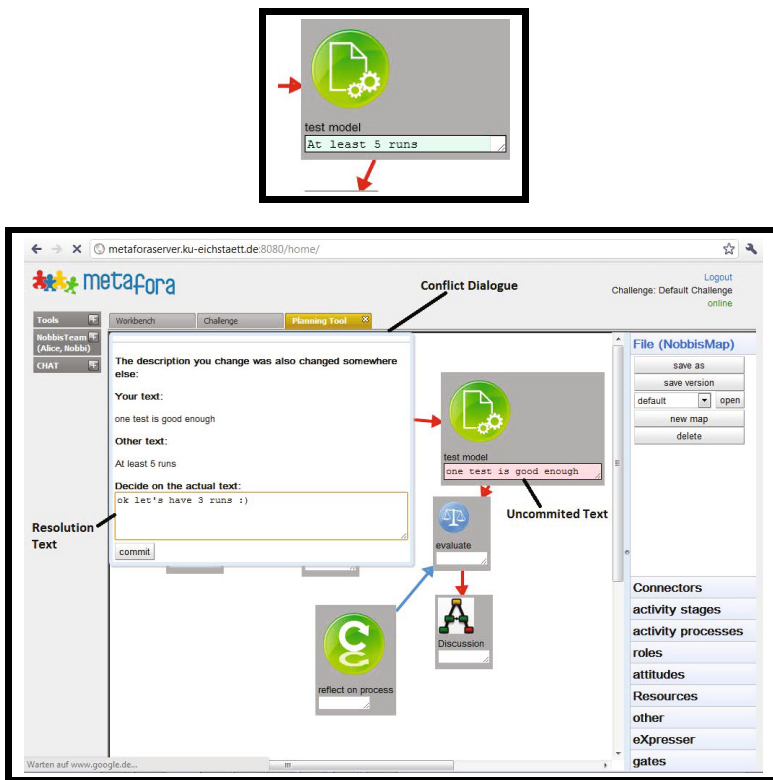 test model
At least 5 runs
metaforaserver.ku-eichstaett.de:8080/home/
metafora
Conflict Dialogue
Logout
Challenge: Default Challenge
online
Tools
Workbench
Challenge
Planning Tool
NobbisTeam
(Alice, Nobbi)
CHAT
The description you change was also changed somewhere
else:
Your text:
one test is good enough
Other text:
At least 5 runs
Decide on the actual text:
ok let's have 3 runs :)
commit
Resolution
Text
test model
one test is good enough
Uncommited Text
evaluate
Discussion
reflect on process
File (NobbisMap)
save as
save version
default
open
new map
delete
Connectors
activity stages
activity processes
roles
attitudes
Resources
other
eXpresser
gates
Warten auf www.google.de...